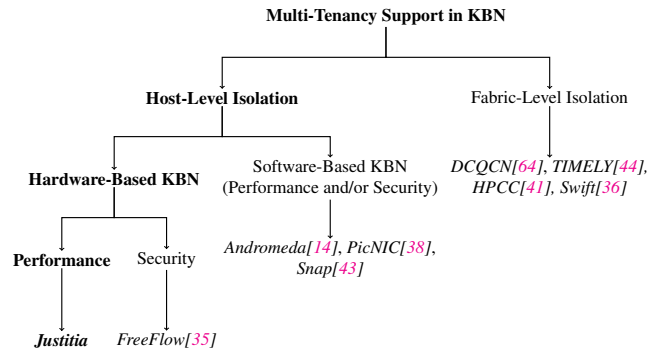 Multi-Tenancy Support in KBN
Host-Level Isolation
Fabric-Level Isolation
Hardware-Based KBN
Software-Based KBN
(Performance and/or Security)
DCQCN[64], TIMELY[44],
HPCC[41], Swift[36]
Performance
Security
Andromeda[14], PicNIC[38],
Snap[43]
Justitia
FreeFlow[35]